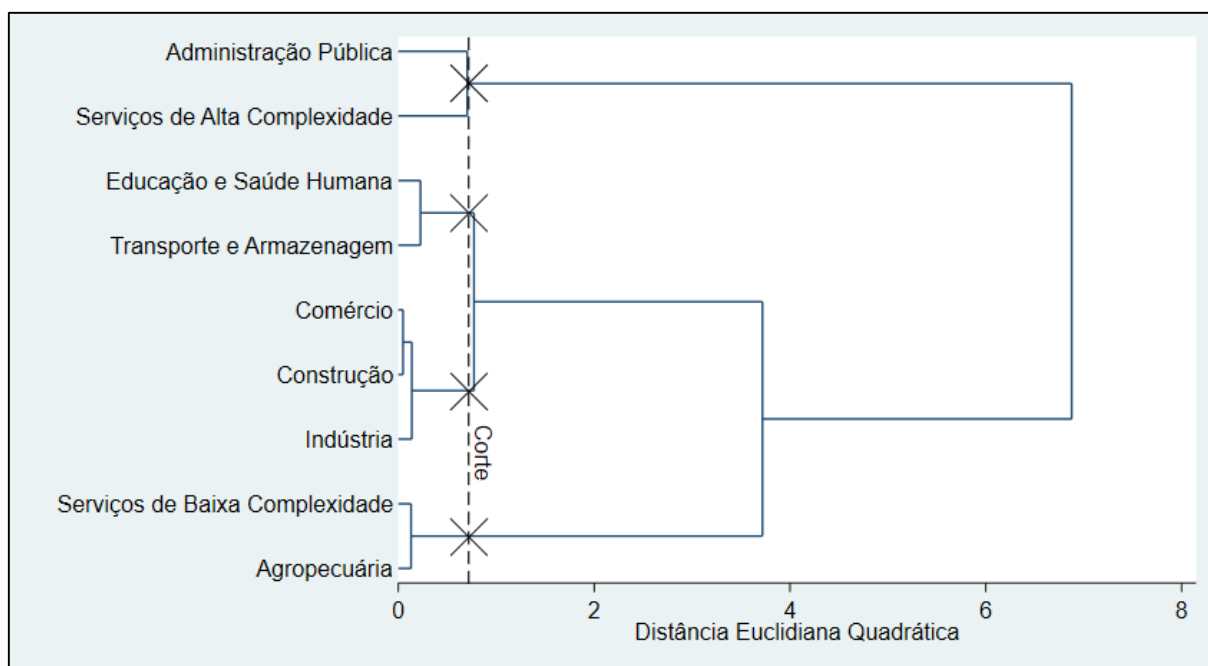 Administração Pública
Serviços de Alta Complexidade
Educação e Saúde Humana
Transporte e Armazenagem
Comércio
Construção
Indústria
Serviços de Baixa Complexidade
Agropecuária
Corte
0 2 4 6 8
Distância Euclidiana Quadrática